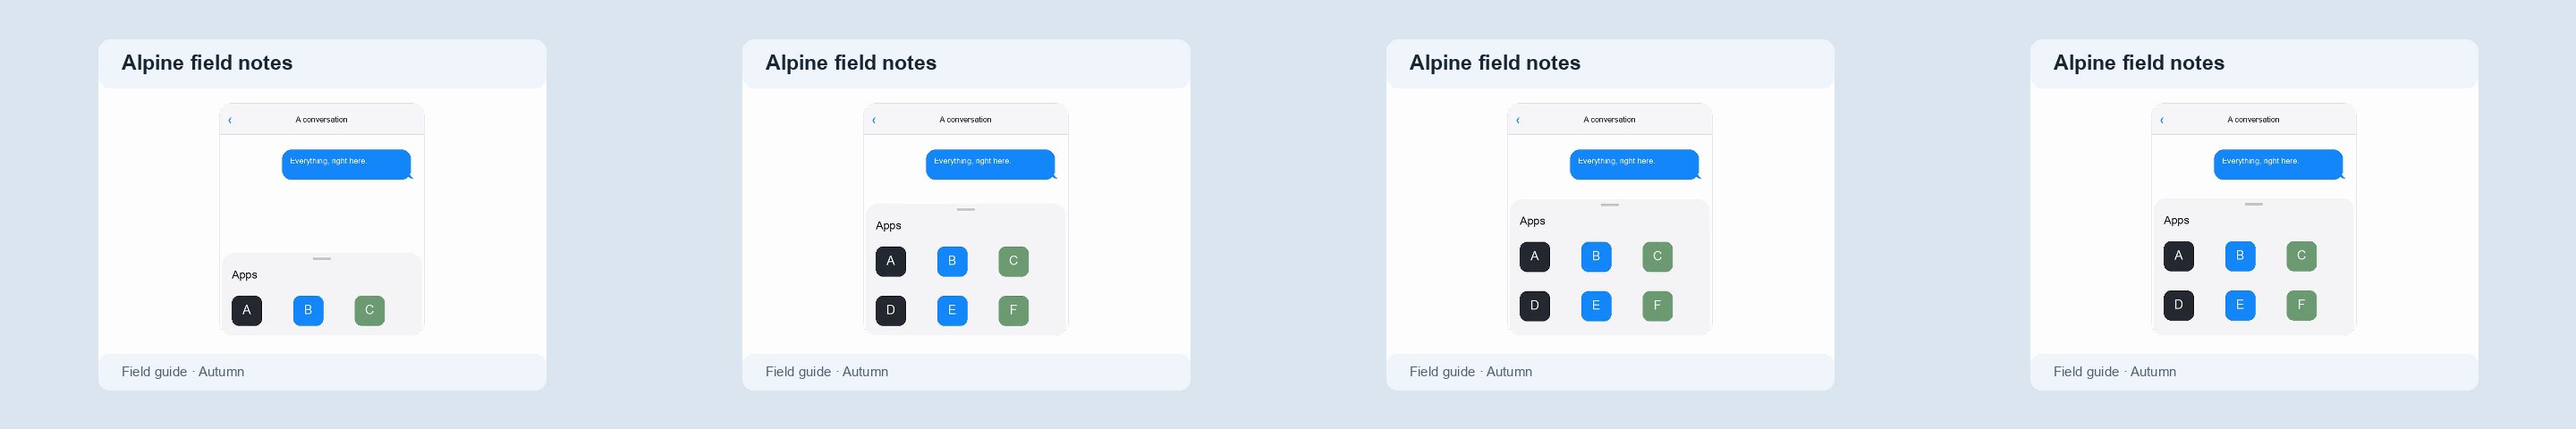 Alpine field notes
‹ A conversation
Everything, right here.
Apps
A B C
Field guide · Autumn
Alpine field notes
‹ A conversation
Everything, right here.
Apps
A B C
D E F
Field guide · Autumn
Alpine field notes
‹ A conversation
Everything, right here.
Apps
A B C
D E F
Field guide · Autumn
Alpine field notes
‹ A conversation
Everything, right here.
Apps
A B C
D E F
Field guide · Autumn